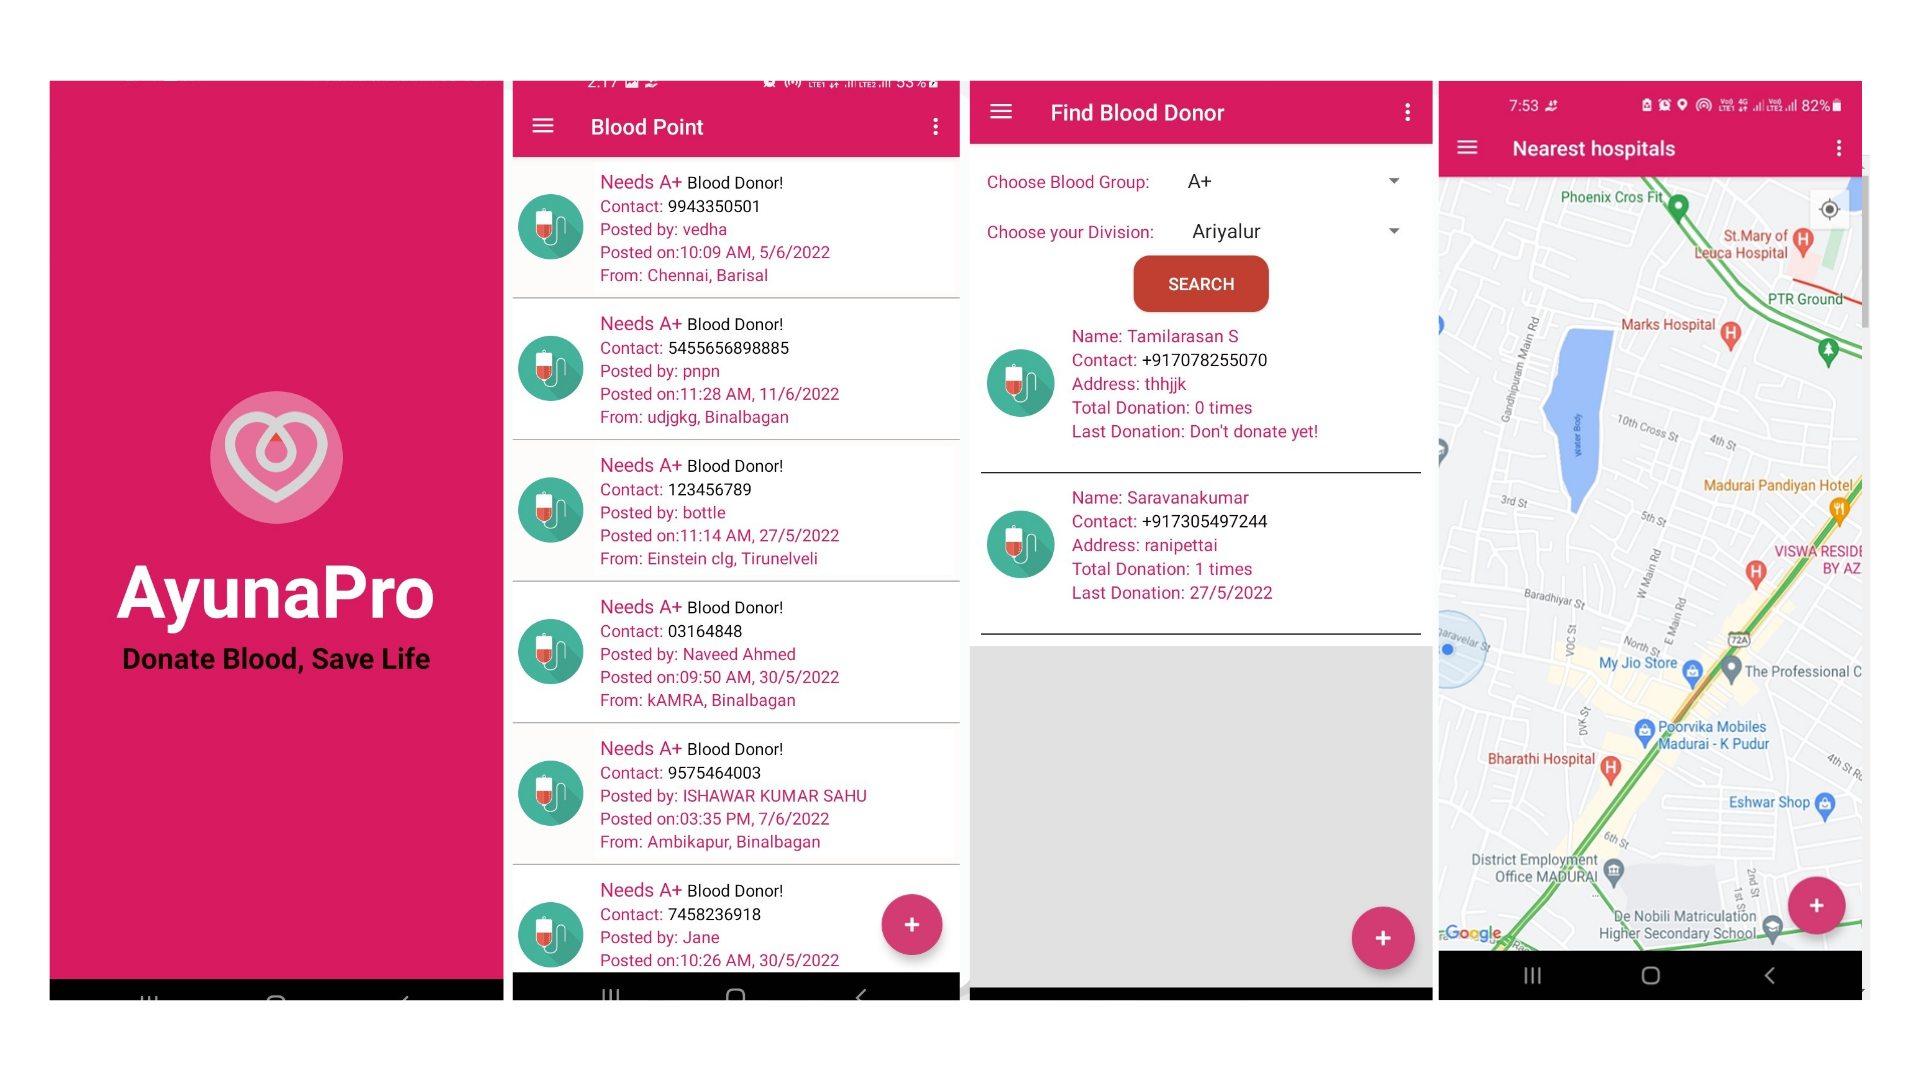 AyunaPro
Donate Blood, Save Life
2:17
LTE1
LTE2
53%
Blood Point
Needs A+ Blood Donor!
Contact: 9943350501
Posted by: vedha
Posted on:10:09 AM, 5/6/2022
From: Chennai, Barisal
Needs A+ Blood Donor!
Contact: 5455656898885
Posted by: pnpn
Posted on:11:28 AM, 11/6/2022
From: udjgkg, Binalbagan
Needs A+ Blood Donor!
Contact: 123456789
Posted by: bottle
Posted on:11:14 AM, 27/5/2022
From: Einstein clg, Tirunelveli
Needs A+ Blood Donor!
Contact: 03164848
Posted by: Naveed Ahmed
Posted on:09:50 AM, 30/5/2022
From: kAMRA, Binalbagan
Needs A+ Blood Donor!
Contact: 9575464003
Posted by: ISHAWAR KUMAR SAHU
Posted on:03:35 PM, 7/6/2022
From: Ambikapur, Binalbagan
Needs A+ Blood Donor!
Contact: 7458236918
Posted by: Jane
Posted on:10:26 AM, 30/5/2022
+
Find Blood Donor
Choose Blood Group: A+
Choose your Division: Ariyalur
SEARCH
Name: Tamilarasan S
Contact: +917078255070
Address: thhjjk
Total Donation: 0 times
Last Donation: Don't donate yet!
Name: Saravanakumar
Contact: +917305497244
Address: ranipettai
Total Donation: 1 times
Last Donation: 27/5/2022
+
7:53
Vo)) LTE1 4G Vo)) LTE2 82%
Nearest hospitals
Phoenix Cros Fit
St.Mary of
Leuca Hospital
H
PTR Ground
Marks Hospital
H
Gandhipuram Main Rd
Water Body
10th Cross St
4th St
Madurai Pandiyan Hotel
3rd St
5th St
VISWA RESIDE
BY AZ
H
W Main Rd
Baradhiyar St
E Main Rd
VOC St
North St
72A
garavelar St
My Jio Store
The Professional C
DVK St
Poorvika Mobiles
Madurai - K Pudur
Bharathi Hospital
H
4th St R
Eshwar Shop
6th St
District Employment
Office MADURAI
2nd St
1st St
De Nobili Matriculation
Higher Secondary School
Google
+